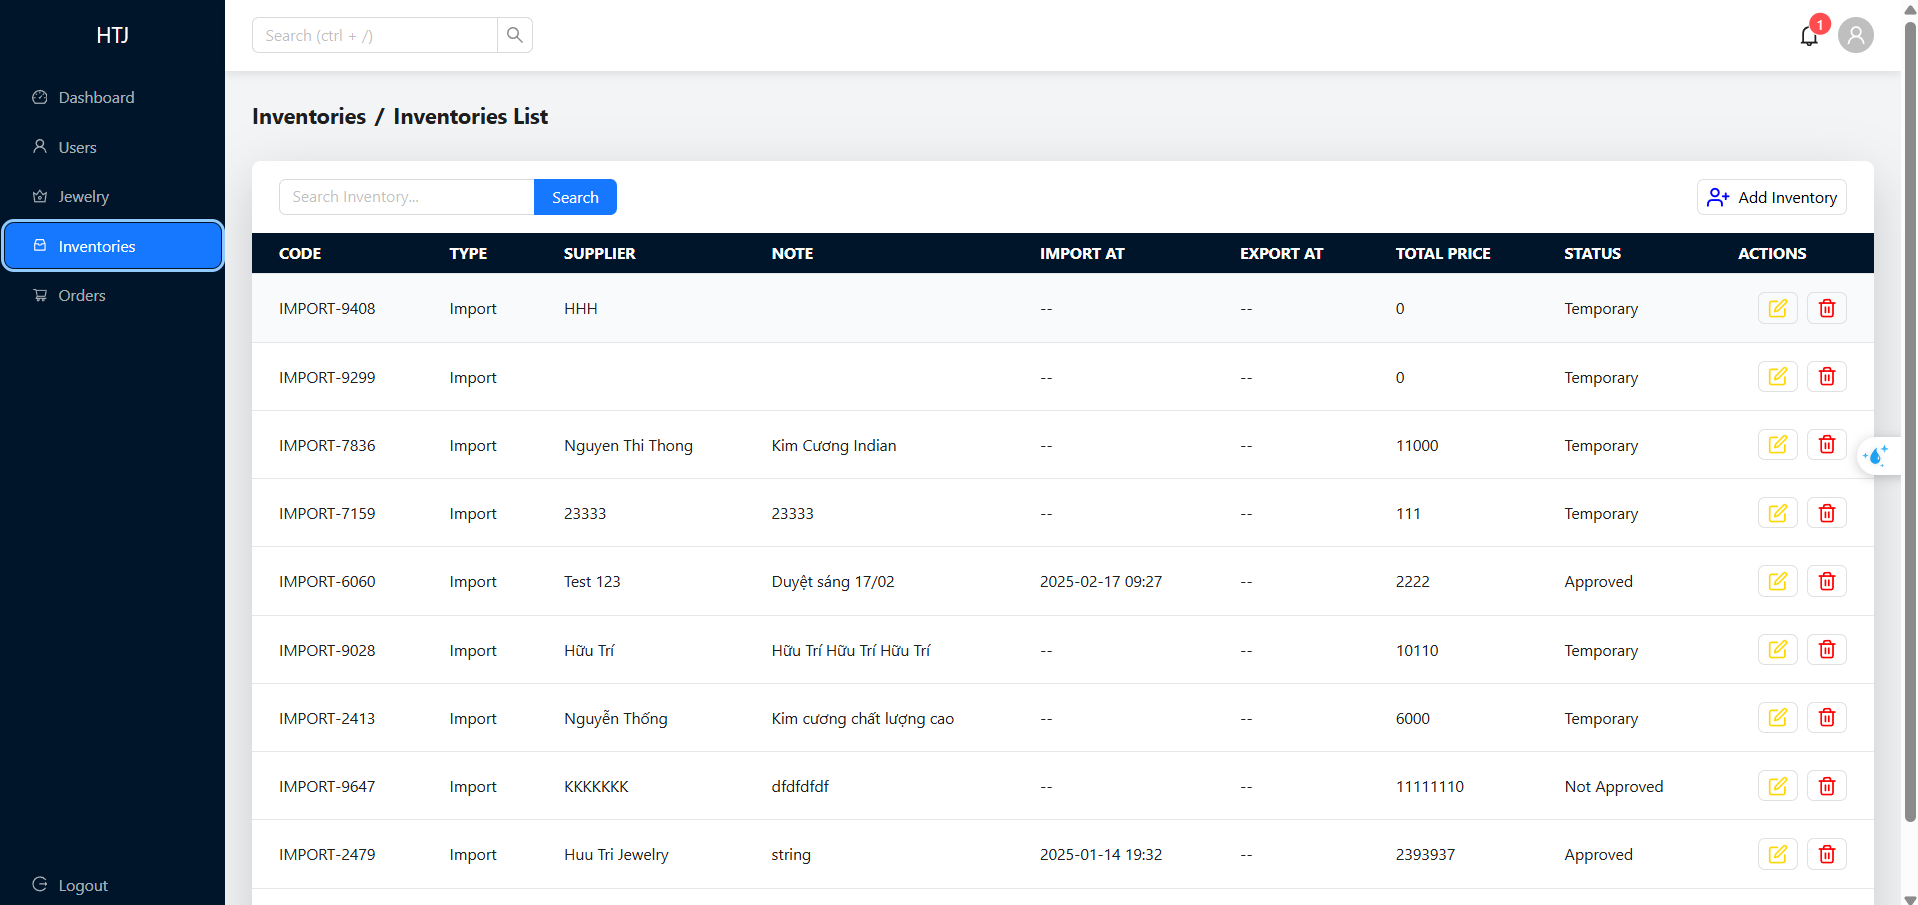 HTJ
Search (ctrl + /)
1
Dashboard
Users
Jewelry
Inventories
Orders
Logout
Inventories / Inventories List
Search Inventory... Search Add Inventory
CODE TYPE SUPPLIER NOTE IMPORT AT EXPORT AT TOTAL PRICE STATUS ACTIONS
IMPORT-9408 Import HHH -- -- 0 Temporary
IMPORT-9299 Import -- -- 0 Temporary
IMPORT-7836 Import Nguyen Thi Thong Kim Cương Indian -- -- 11000 Temporary
IMPORT-7159 Import 23333 23333 -- -- 111 Temporary
IMPORT-6060 Import Test 123 Duyệt sáng 17/02 2025-02-17 09:27 -- 2222 Approved
IMPORT-9028 Import Hữu Trí Hữu Trí Hữu Trí Hữu Trí -- -- 10110 Temporary
IMPORT-2413 Import Nguyễn Thống Kim cương chất lượng cao -- -- 6000 Temporary
IMPORT-9647 Import KKKKKKK dfdfdfdf -- -- 11111110 Not Approved
IMPORT-2479 Import Huu Tri Jewelry string 2025-01-14 19:32 -- 2393937 Approved